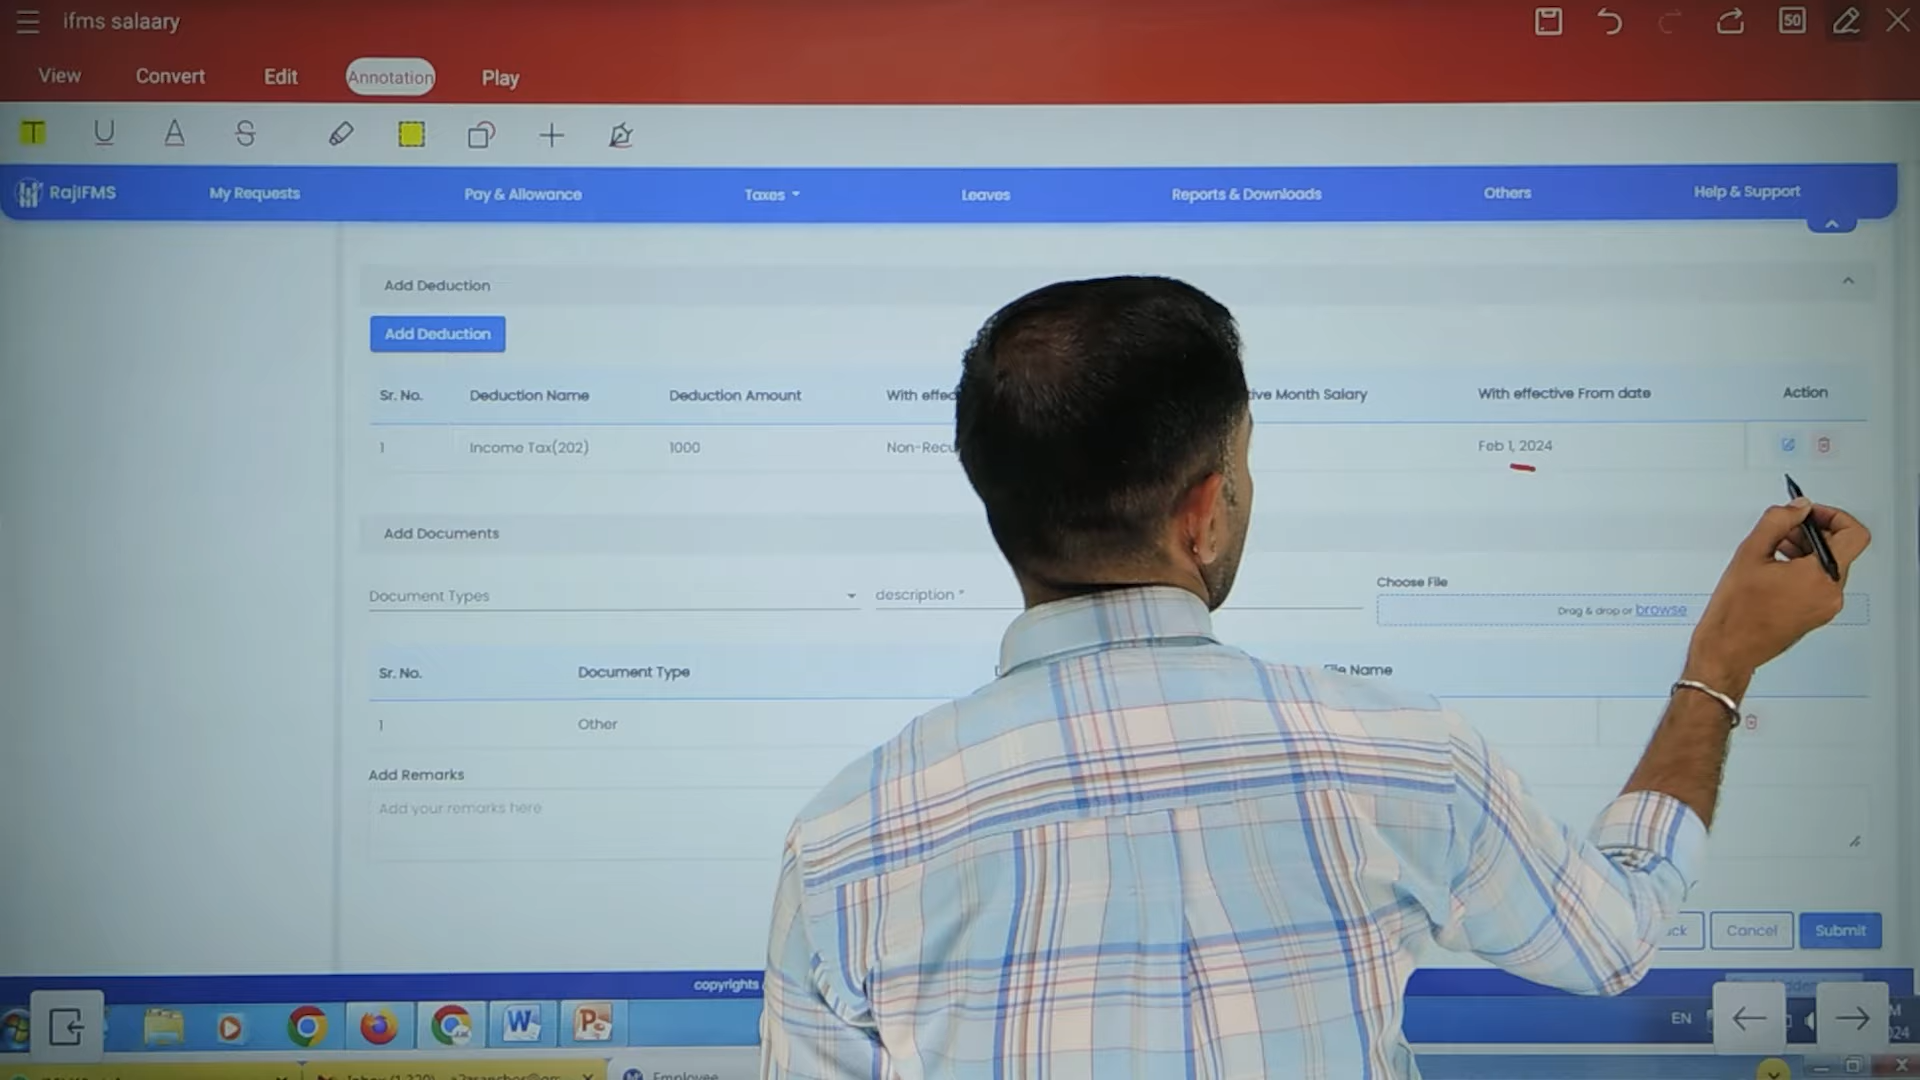 ifms salaary
50
View Convert Edit Annotation Play
T U A S
RajIFMS My Requests Pay & Allowance Taxes Leaves Reports & Downloads Others Help & Support
Add Deduction
Add Deduction
Sr. No. Deduction Name Deduction Amount With effec ive Month Salary With effective From date Action
1 Income Tax(202) 1000 Non-Recu Feb 1, 2024
Add Documents
Choose File
Document Types description *
Drag & drop or browse
Sr. No. Document Type File Name
1 Other
Add Remarks
Add your remarks here
ck Cancel Submit
copyrights
EN
Employee